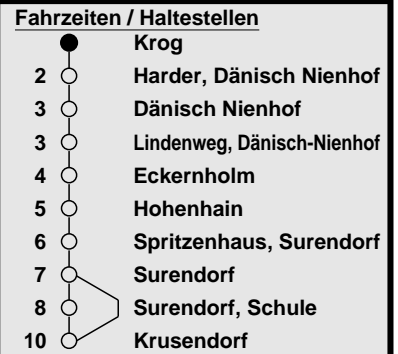 Fahrzeiten / Haltestellen
Krog
2 Harder, Dänisch Nienhof
3 Dänisch Nienhof
3 Lindenweg, Dänisch-Nienhof
4 Eckernholm
5 Hohenhain
6 Spritzenhaus, Surendorf
7 Surendorf
8 Surendorf, Schule
10 Krusendorf